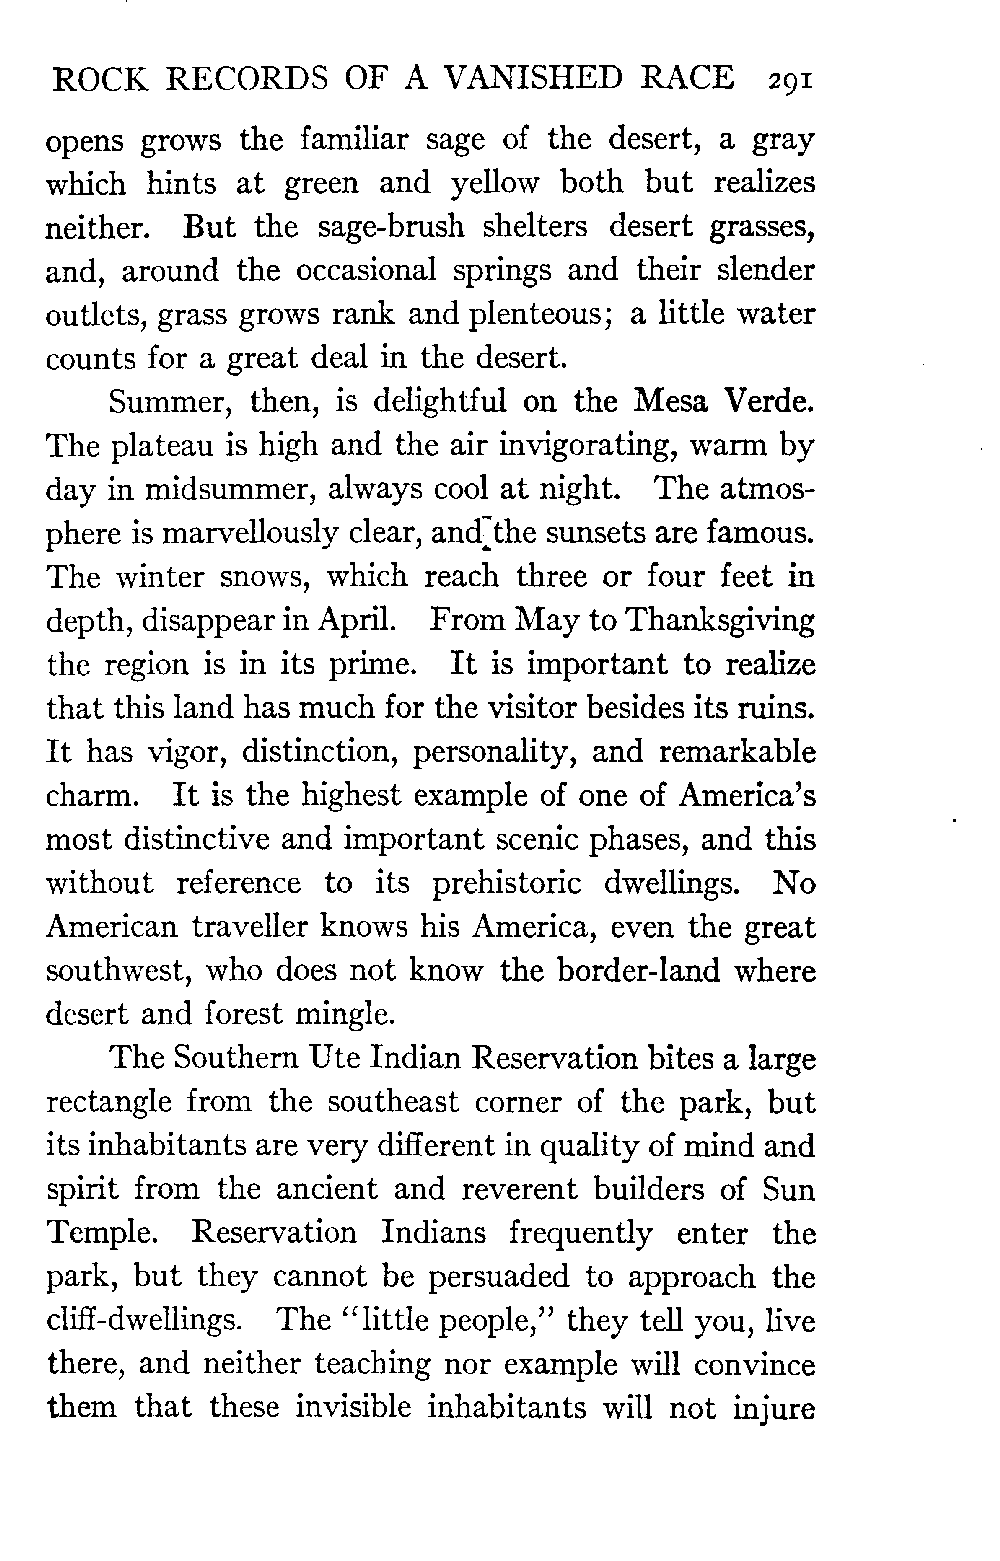 ROCK RECORDS OF A VANISHED RACE 291
opens grows the familiar sage of the desert, a gray
which hints at green and yellow both but realizes
neither. But the sage-brush shelters desert grasses,
and, around the occasional springs and their slender
outlets, grass grows rank and plenteous; a little water
counts for a great deal in the desert.
Summer, then, is delightful on the Mesa Verde.
The plateau is high and the air invigorating, warm by
day in midsummer, always cool at night. The atmos-
phere is marvellously clear, and the sunsets are famous.
The winter snows, which reach three or four feet in
depth, disappear in April. From May to Thanksgiving
the region is in its prime. It is important to realize
that this land has much for the visitor besides its ruins.
It has vigor, distinction, personality, and remarkable
charm. It is the highest example of one of America's
most distinctive and important scenic phases, and this
without reference to its prehistoric dwellings. No
American traveller knows his America, even the great
southwest, who does not know the border-land where
desert and forest mingle.
The Southern Ute Indian Reservation bites a large
rectangle from the southeast corner of the park, but
its inhabitants are very different in quality of mind and
spirit from the ancient and reverent builders of Sun
Temple. Reservation Indians frequently enter the
park, but they cannot be persuaded to approach the
cliff-dwellings. The "little people," they tell you, live
there, and neither teaching nor example will convince
them that these invisible inhabitants will not injure